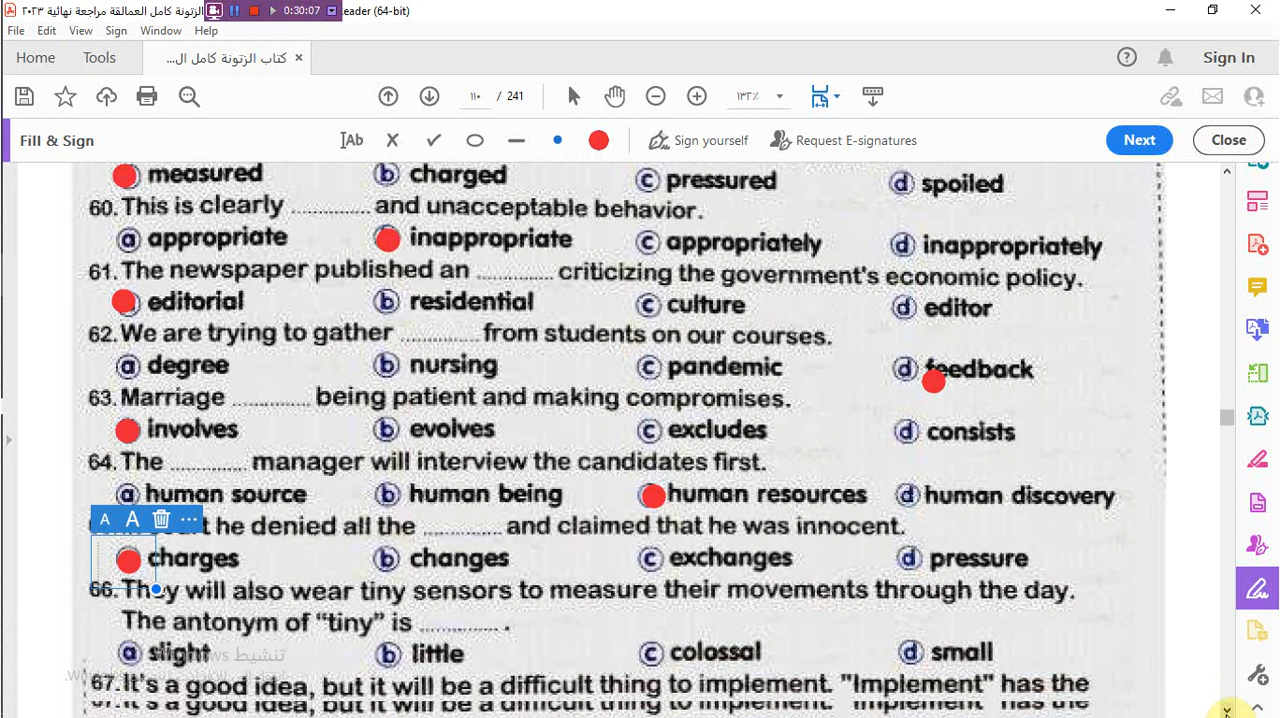 الزتونة كامل العمالقة مراجعة نهائية ٢٠٢٣ 0:30:07 eader (64-bit)
File Edit View Sign Window Help
Home Tools كتاب الزتونة كامل ال... × Sign In
١١٠ / 241 ١٣٢٪
Fill & Sign Ab Sign yourself Request E-signatures Next Close
measured b charged c pressured d spoiled
60. This is clearly .............. and unacceptable behavior.
a appropriate inappropriate c appropriately d inappropriately
61. The newspaper published an .............. criticizing the government's economic policy.
editorial b residential c culture d editor
62. We are trying to gather .............. from students on our courses.
a degree b nursing c pandemic d feedback
63. Marriage .............. being patient and making compromises.
involves b evolves c excludes d consists
64. The .............. manager will interview the candidates first.
a human source b human being human resources d human discovery
A A ... t he denied all the .............. and claimed that he was innocent.
charges b changes c exchanges d pressure
66. They will also wear tiny sensors to measure their movements through the day.
The antonym of "tiny" is .............. .
a slight b little c colossal d small
تنشيط Windows
67. It's a good idea, but it will be a difficult thing to implement. "Implement" has the